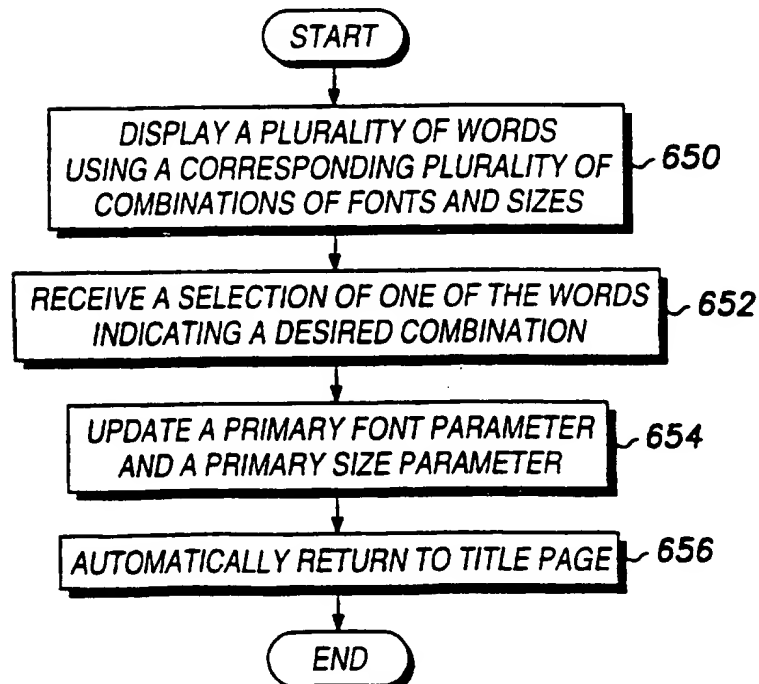 START
DISPLAY A PLURALITY OF WORDS
USING A CORRESPONDING PLURALITY OF
COMBINATIONS OF FONTS AND SIZES
650
RECEIVE A SELECTION OF ONE OF THE WORDS
INDICATING A DESIRED COMBINATION
652
UPDATE A PRIMARY FONT PARAMETER
AND A PRIMARY SIZE PARAMETER
654
AUTOMATICALLY RETURN TO TITLE PAGE
656
END